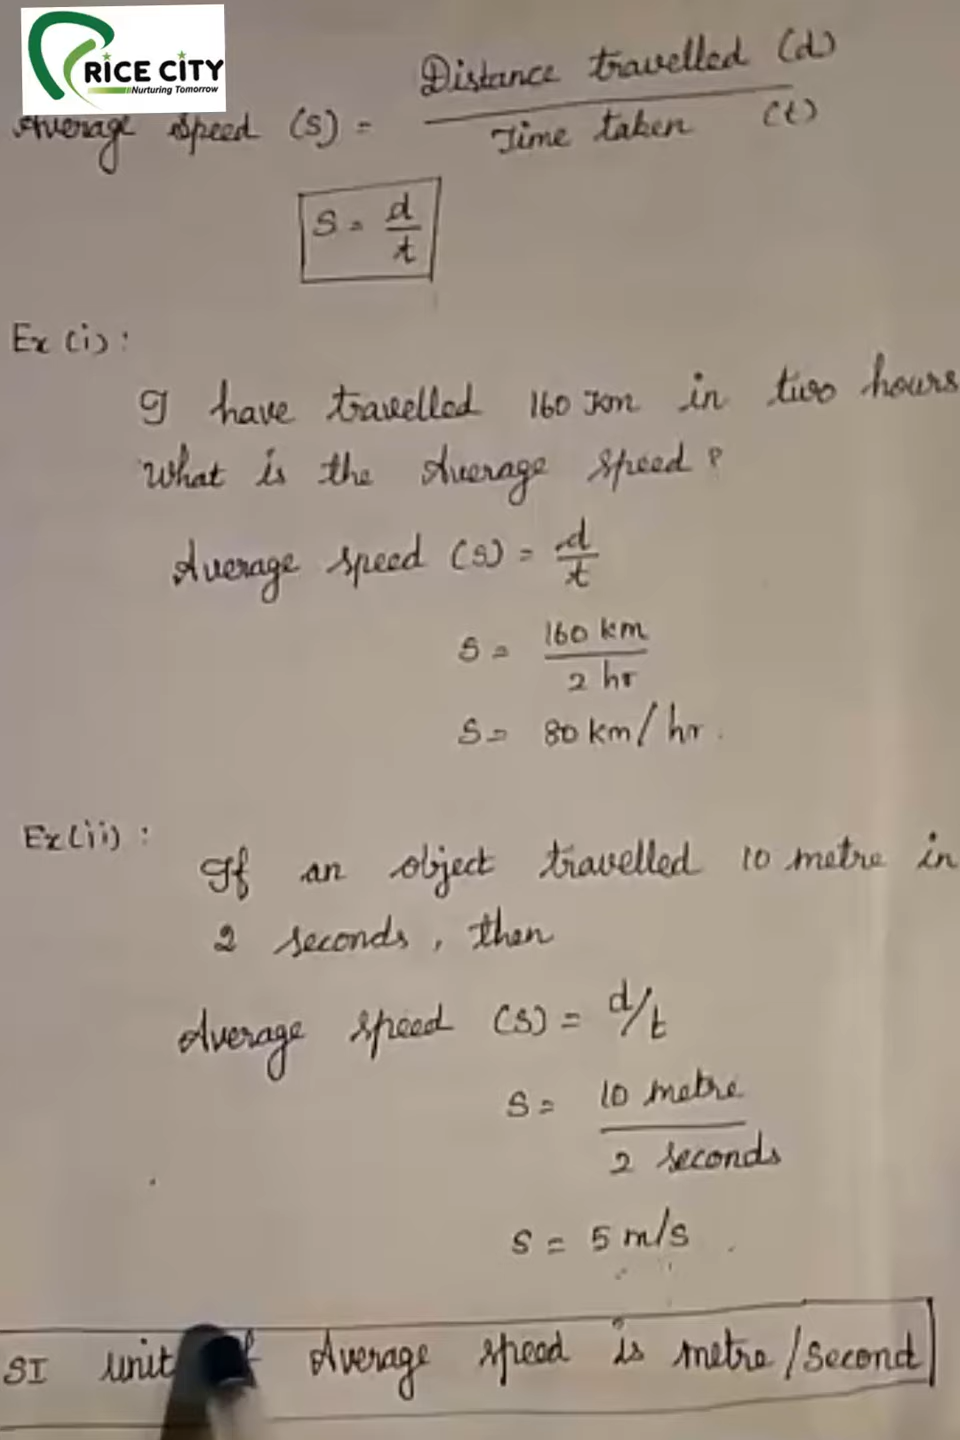 RICE CITY
Nurturing Tomorrow
Average speed (s) = Distance travelled (d)
Time taken (t)
S = d
t
Ex (i) :
I have travelled 160 Km in two hours
What is the Average speed ?
Average speed (s) = d
t
S = 160 km
2 hr
S = 80 km/hr.
Ex (ii) :
If an object travelled 10 metre in
2 seconds, then
Average speed (s) = d/t
S = 10 metre
2 seconds
S = 5 m/s.
SI unit Average speed is metre/second